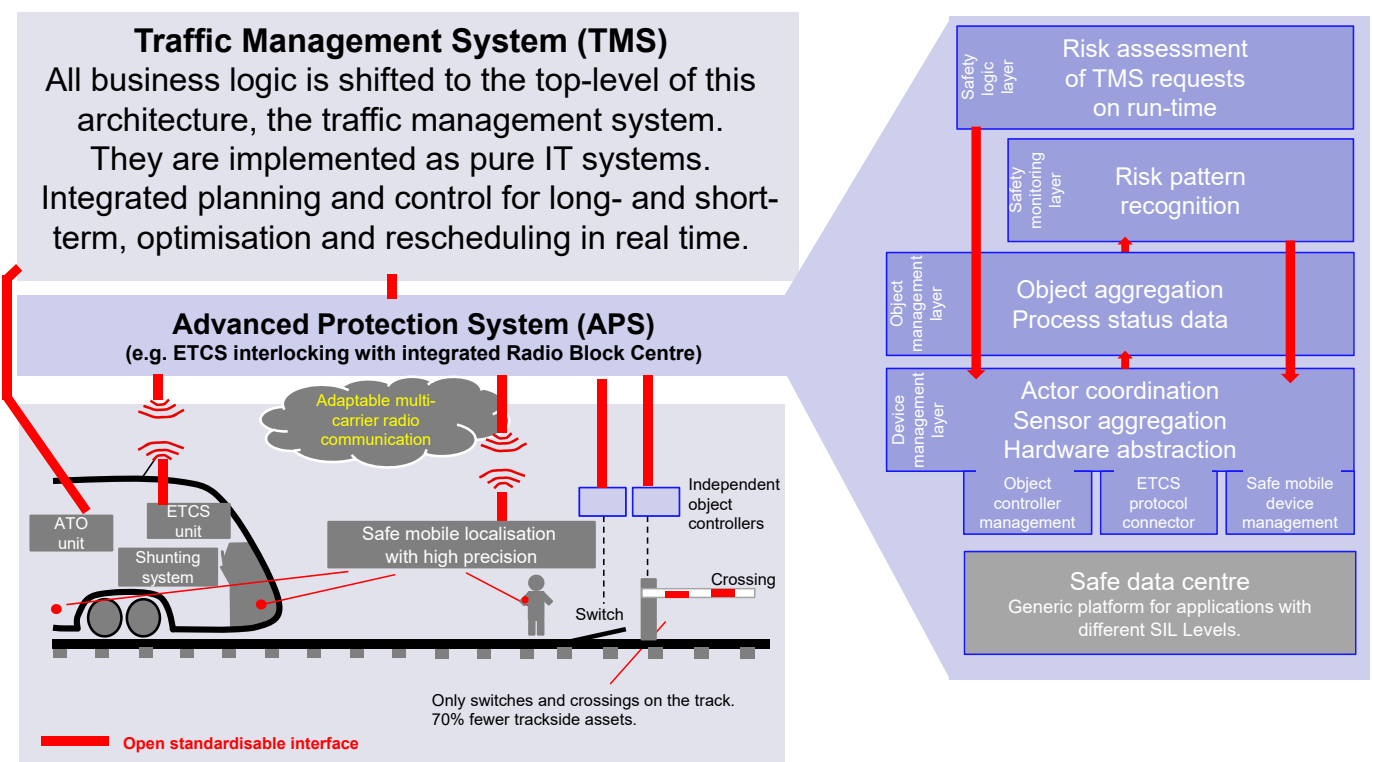 Traffic Management System (TMS)
All business logic is shifted to the top-level of this
architecture, the traffic management system.
They are implemented as pure IT systems.
Integrated planning and control for long- and short-
term, optimisation and rescheduling in real time.
Advanced Protection System (APS)
(e.g. ETCS interlocking with integrated Radio Block Centre)
Adaptable multi-
carrier radio
communication
ATO
unit
ETCS
unit
Shunting
system
Safe mobile localisation
with high precision
Independent
object
controllers
Crossing
Switch
Only switches and crossings on the track.
70% fewer trackside assets.
Open standardisable interface
Safety
logic
layer
Risk assessment
of TMS requests
on run-time
Safety
monitoring
layer
Risk pattern
recognition
Object
management
layer
Object aggregation
Process status data
Device
management
layer
Actor coordination
Sensor aggregation
Hardware abstraction
Object
controller
management
ETCS
protocol
connector
Safe mobile
device
management
Safe data centre
Generic platform for applications with
different SIL Levels.